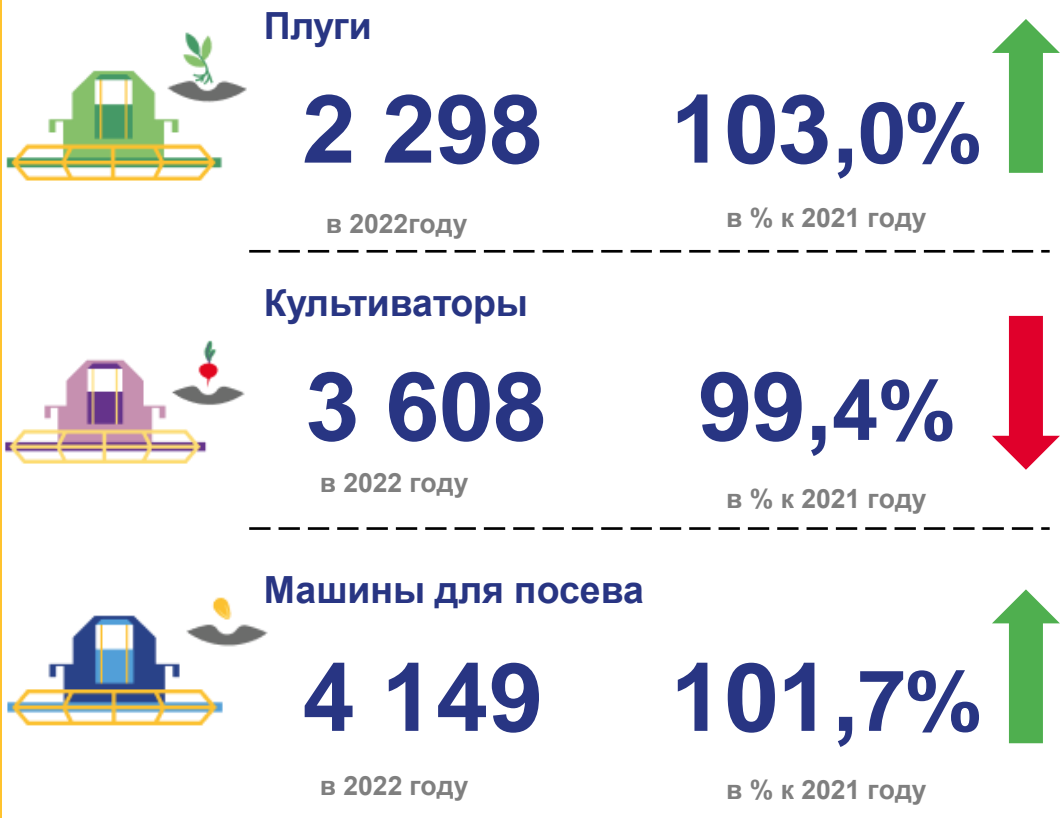 Плуги
2 298 103,0%
в 2022году в % к 2021 году
Культиваторы
3 608 99,4%
в 2022 году в % к 2021 году
Машины для посева
4 149 101,7%
в 2022 году в % к 2021 году